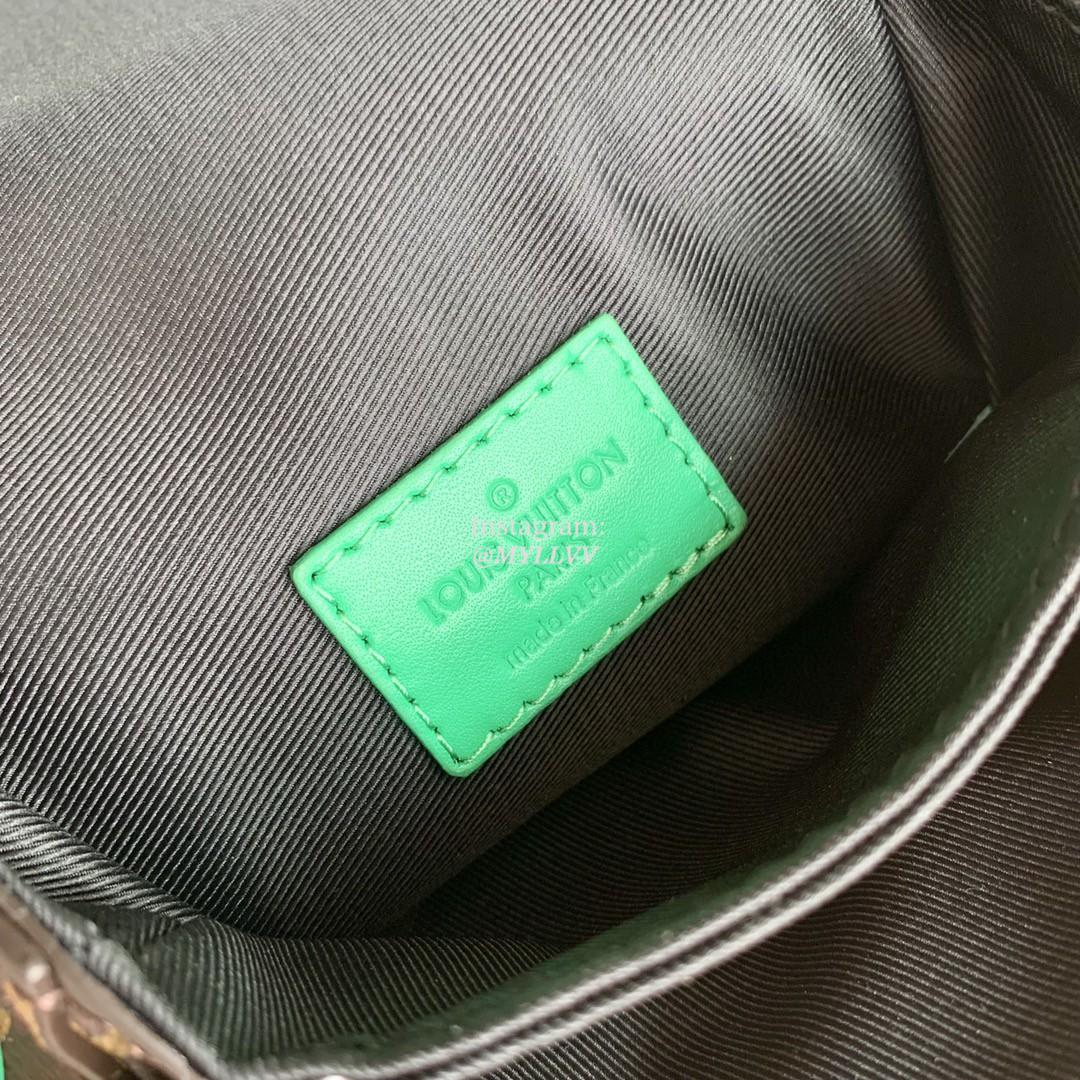 ®
LOUIS VUITTON
PARIS
made in France
Instagram:
@MYLLVV